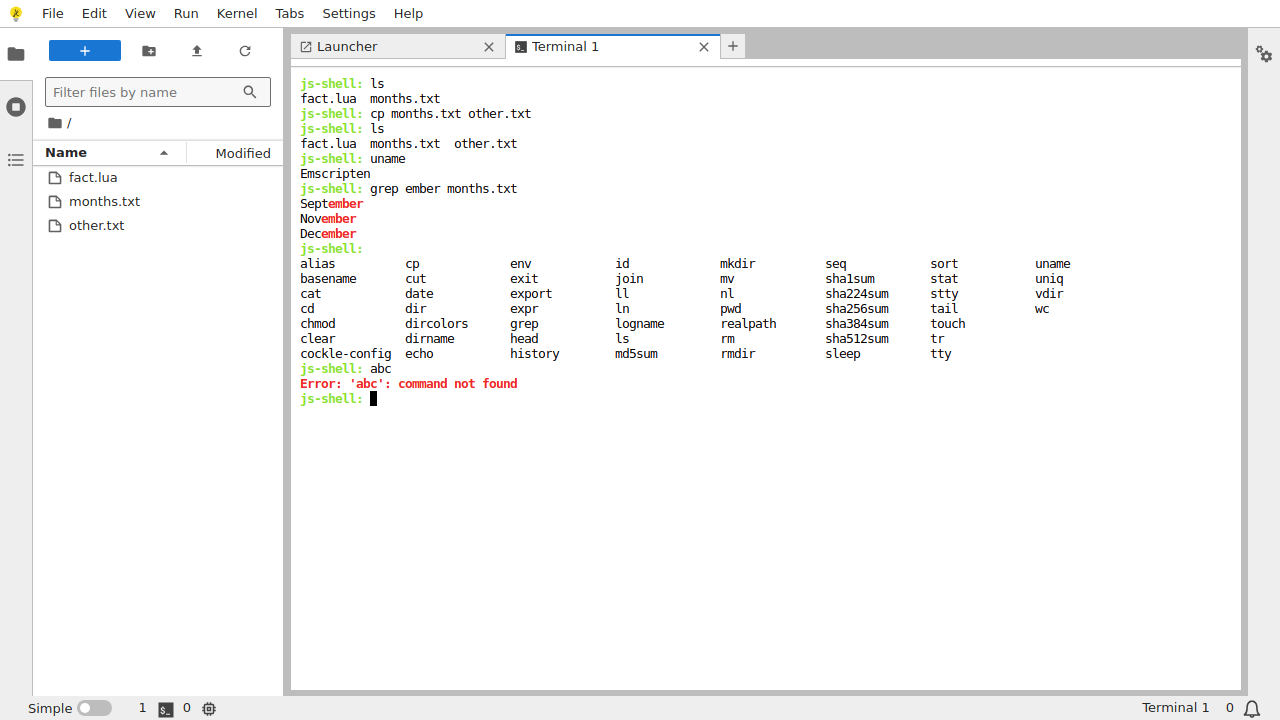 File Edit View Run Kernel Tabs Settings Help
Launcher
Terminal 1
Filter files by name
/
Name Modified
fact.lua
months.txt
other.txt
js-shell: ls
fact.lua  months.txt
js-shell: cp months.txt other.txt
js-shell: ls
fact.lua  months.txt  other.txt
js-shell: uname
Emscripten
js-shell: grep ember months.txt
September
November
December
js-shell:
alias          cp           env            id             mkdir          seq            sort           uname
basename       cut          exit           join           mv             sha1sum        stat           uniq
cat            date         export         ll             nl             sha224sum      stty           vdir
cd             dir          expr           ln             pwd            sha256sum      tail           wc
chmod          dircolors    grep           logname        realpath       sha384sum      touch
clear          dirname      head           ls             rm             sha512sum      tr
cockle-config  echo         history        md5sum         rmdir          sleep          tty
js-shell: abc
Error: 'abc': command not found
js-shell:
Simple 1 $_ 0 Terminal 1 0